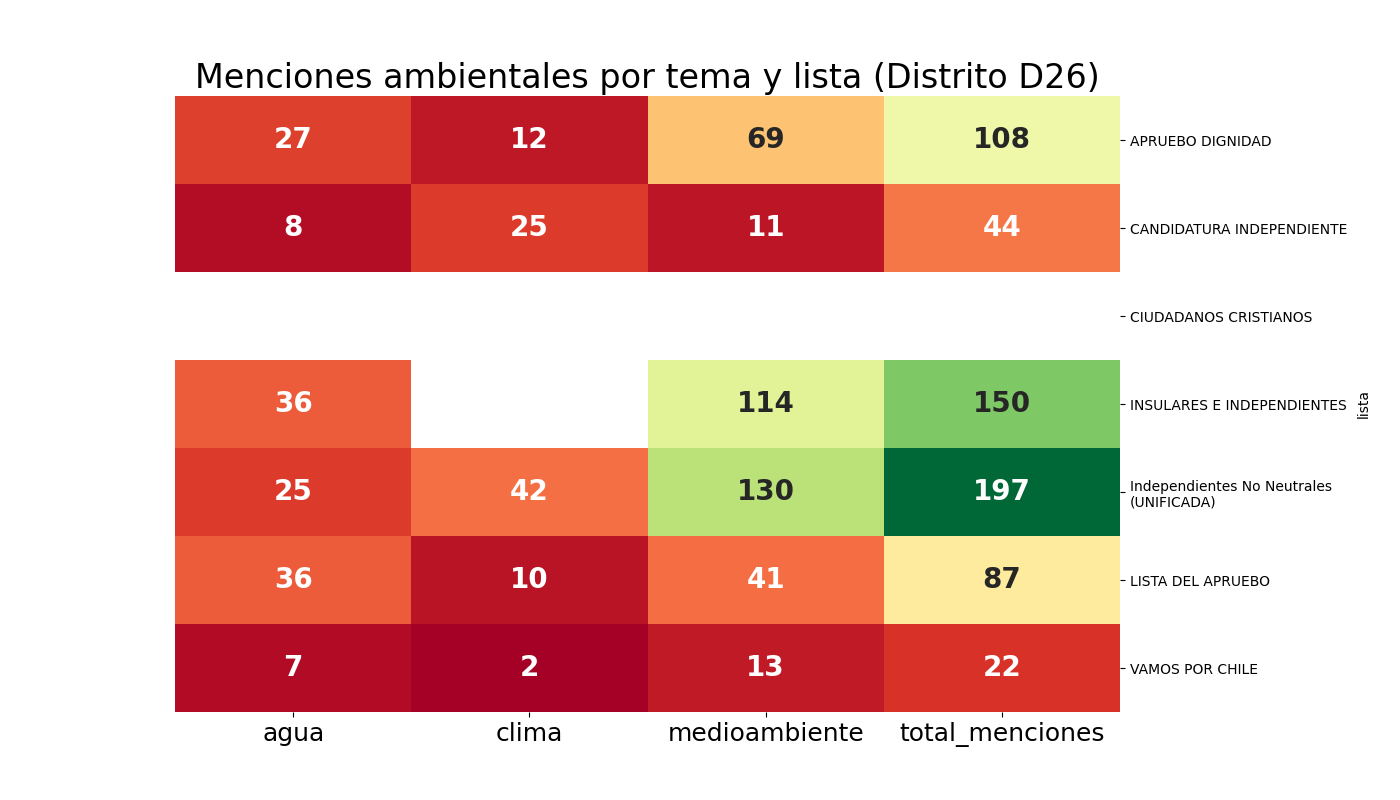 Menciones ambientales por tema y lista (Distrito D26)
27 12 69 108 APRUEBO DIGNIDAD
8 25 11 44 CANDIDATURA INDEPENDIENTE
CIUDADANOS CRISTIANOS
36 114 150 INSULARES E INDEPENDIENTES
lista
25 42 130 197 Independientes No Neutrales
(UNIFICADA)
36 10 41 87 LISTA DEL APRUEBO
7 2 13 22 VAMOS POR CHILE
agua clima medioambiente total_menciones